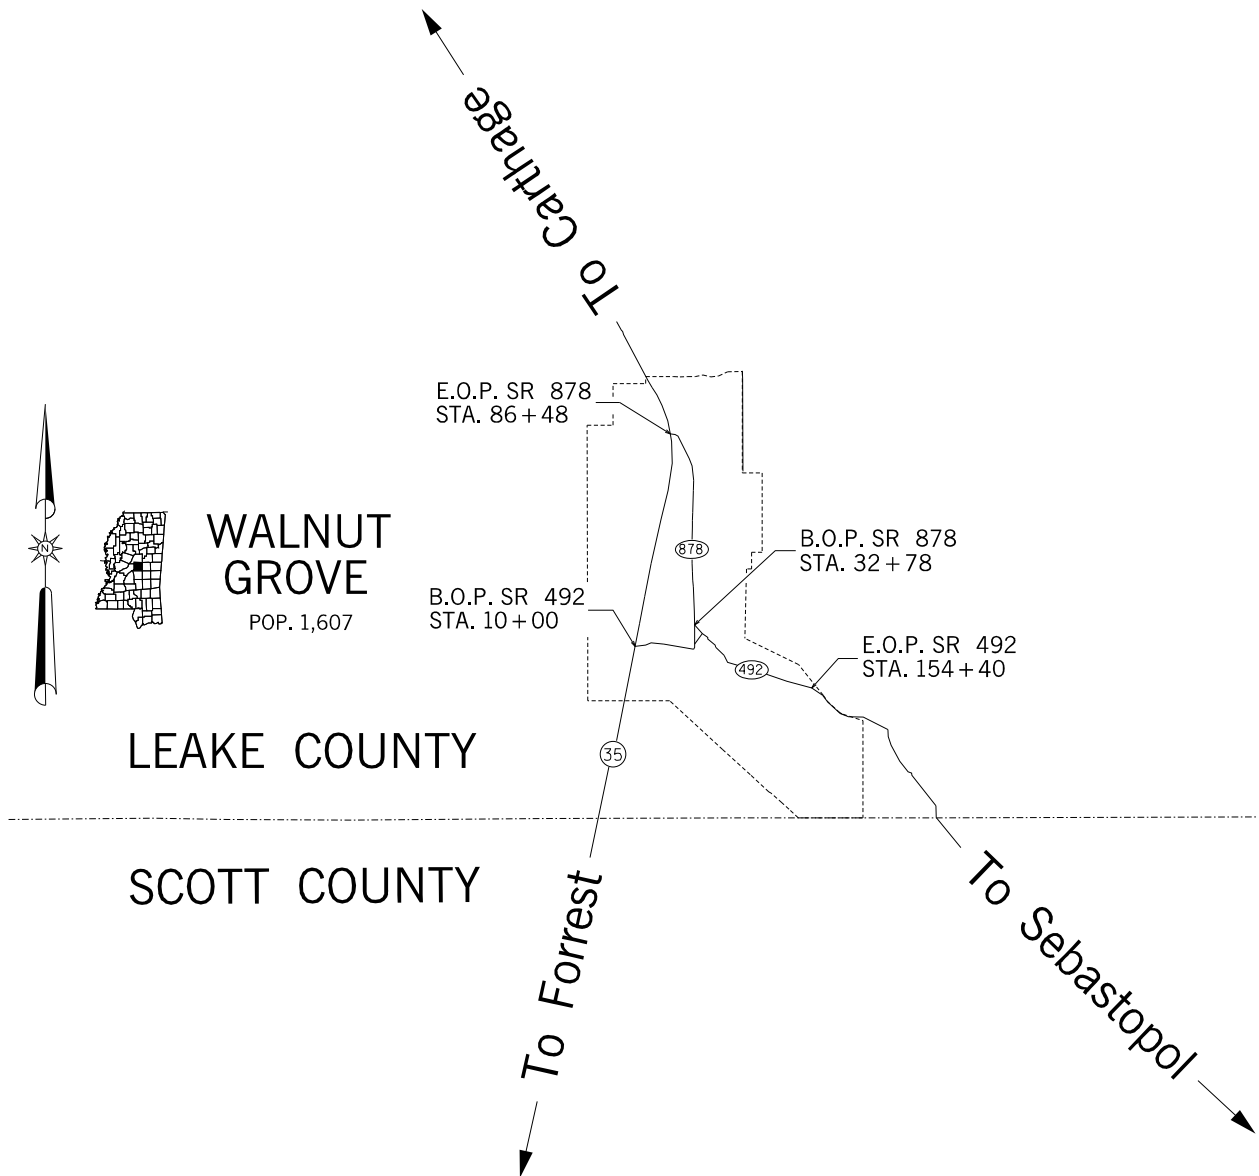 To Carthage
E.O.P. SR 878
STA. 86+48
N
WALNUT
GROVE
POP. 1,607
878
B.O.P. SR 878
STA. 32+78
B.O.P. SR 492
STA. 10+00
E.O.P. SR 492
STA. 154+40
492
35
LEAKE COUNTY
SCOTT COUNTY
To Forrest
To Sebastopol